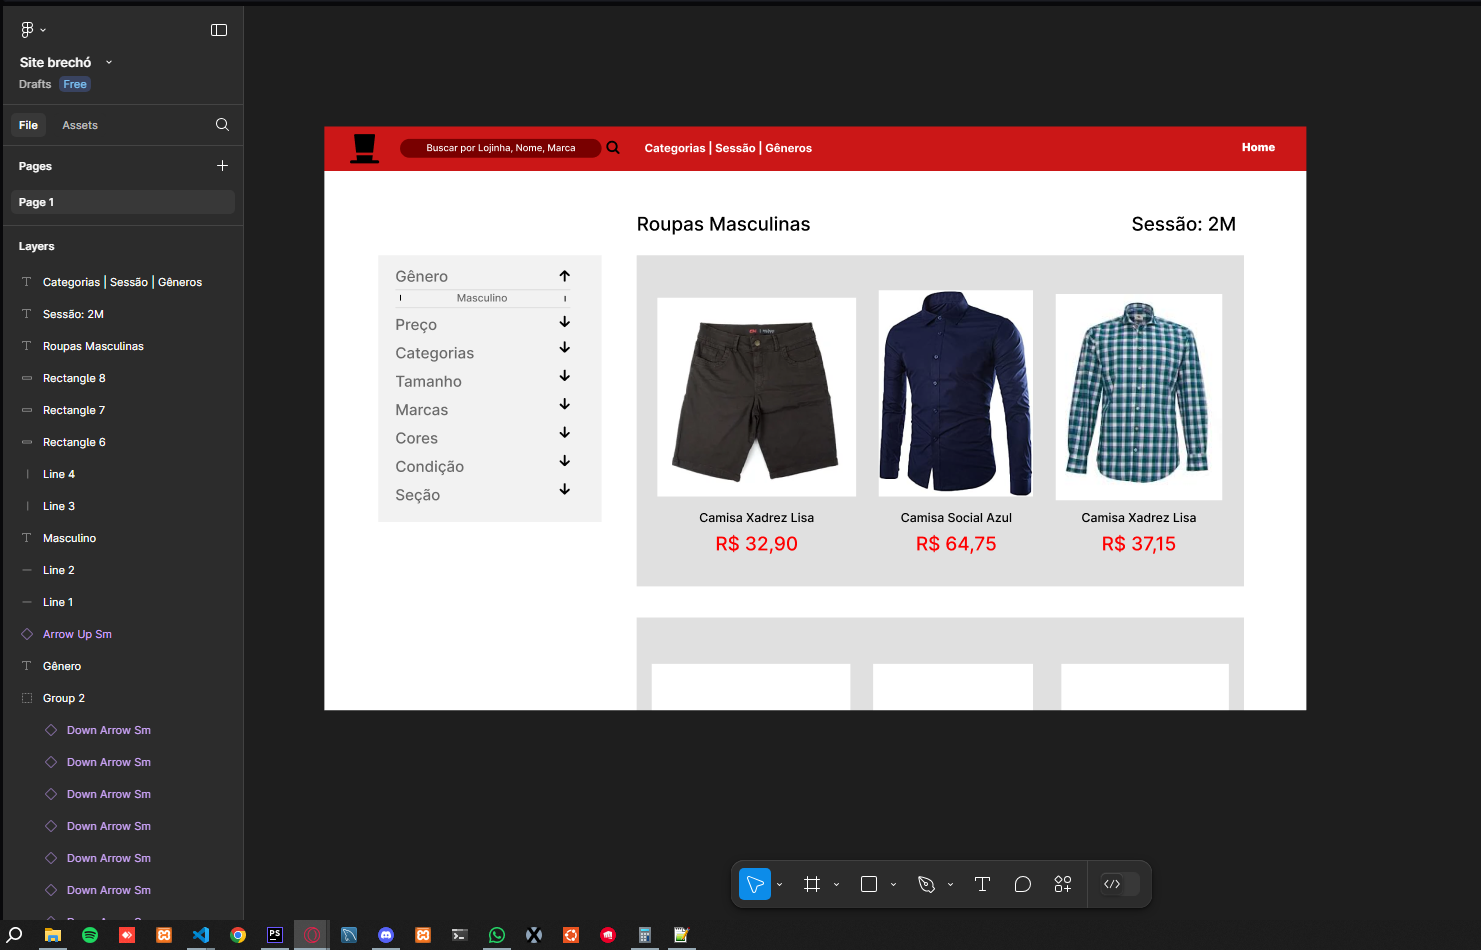 Site brechó
Drafts Free
File Assets
Pages
Page 1
Layers
Categorias | Sessão | Gêneros
Sessão: 2M
Roupas Masculinas
Rectangle 8
Rectangle 7
Rectangle 6
Line 4
Line 3
Masculino
Line 2
Line 1
Arrow Up Sm
Gênero
Group 2
Down Arrow Sm
Down Arrow Sm
Down Arrow Sm
Down Arrow Sm
Down Arrow Sm
Down Arrow Sm
Down Arrow Sm
Buscar por Lojinha, Nome, Marca
Categorias | Sessão | Gêneros
Home
Roupas Masculinas
Sessão: 2M
Gênero
Masculino
Preço
Categorias
Tamanho
Marcas
Cores
Condição
Seção
Camisa Xadrez Lisa
R$ 32,90
Camisa Social Azul
R$ 64,75
Camisa Xadrez Lisa
R$ 37,15
PS